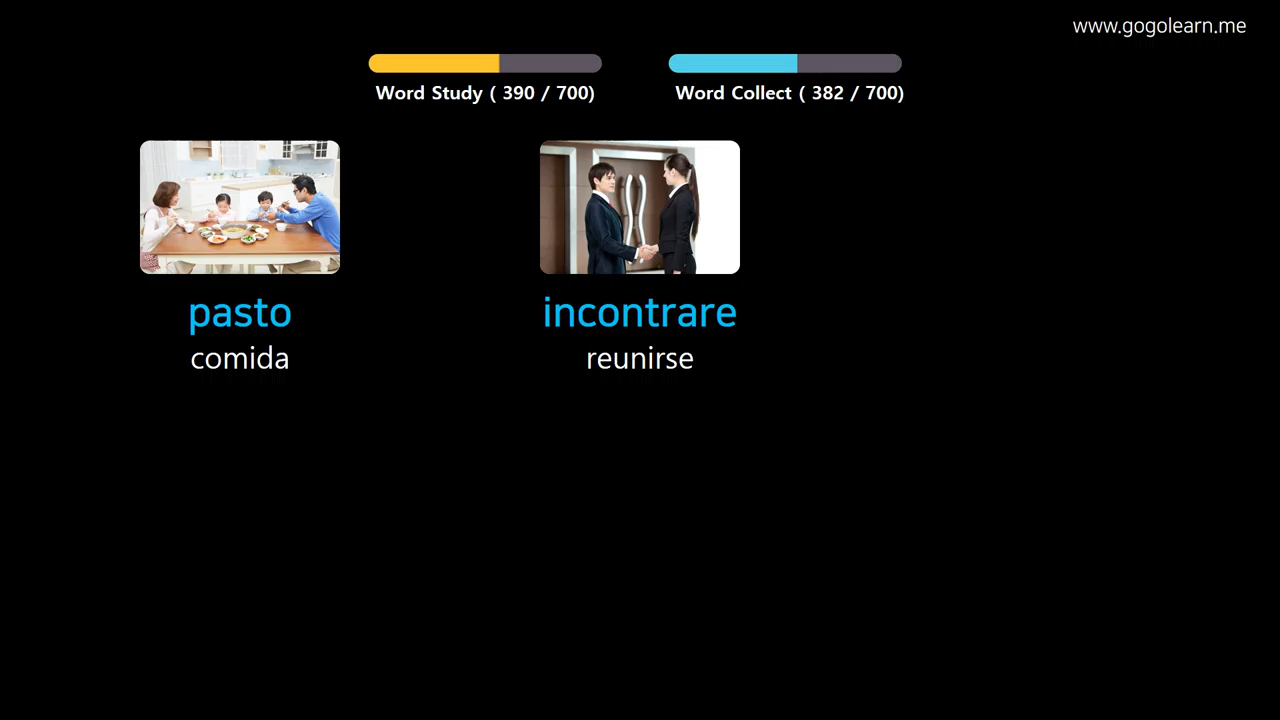 www.gogolearn.me
Word Study ( 390 / 700)
Word Collect ( 382 / 700)
pasto
comida
incontrare
reunirse